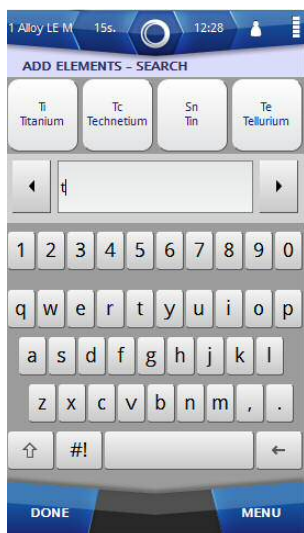 1 Alloy LE M 15s. 12:28
ADD ELEMENTS – SEARCH
Ti Tc Sn Te
Titanium Technetium Tin Tellurium
t
1 2 3 4 5 6 7 8 9 0
q w e r t y u i o p
a s d f g h j k l
z x c v b n m , .
#!
DONE MENU